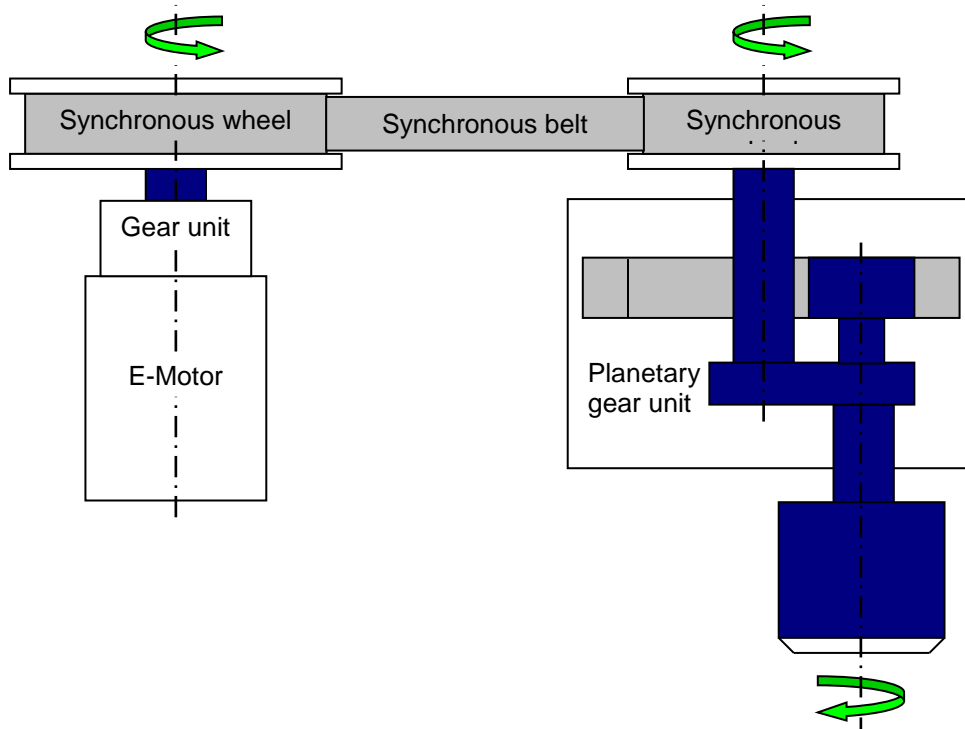 Synchronous wheel
Synchronous belt
Synchronous
Gear unit
E-Motor
Planetary
gear unit